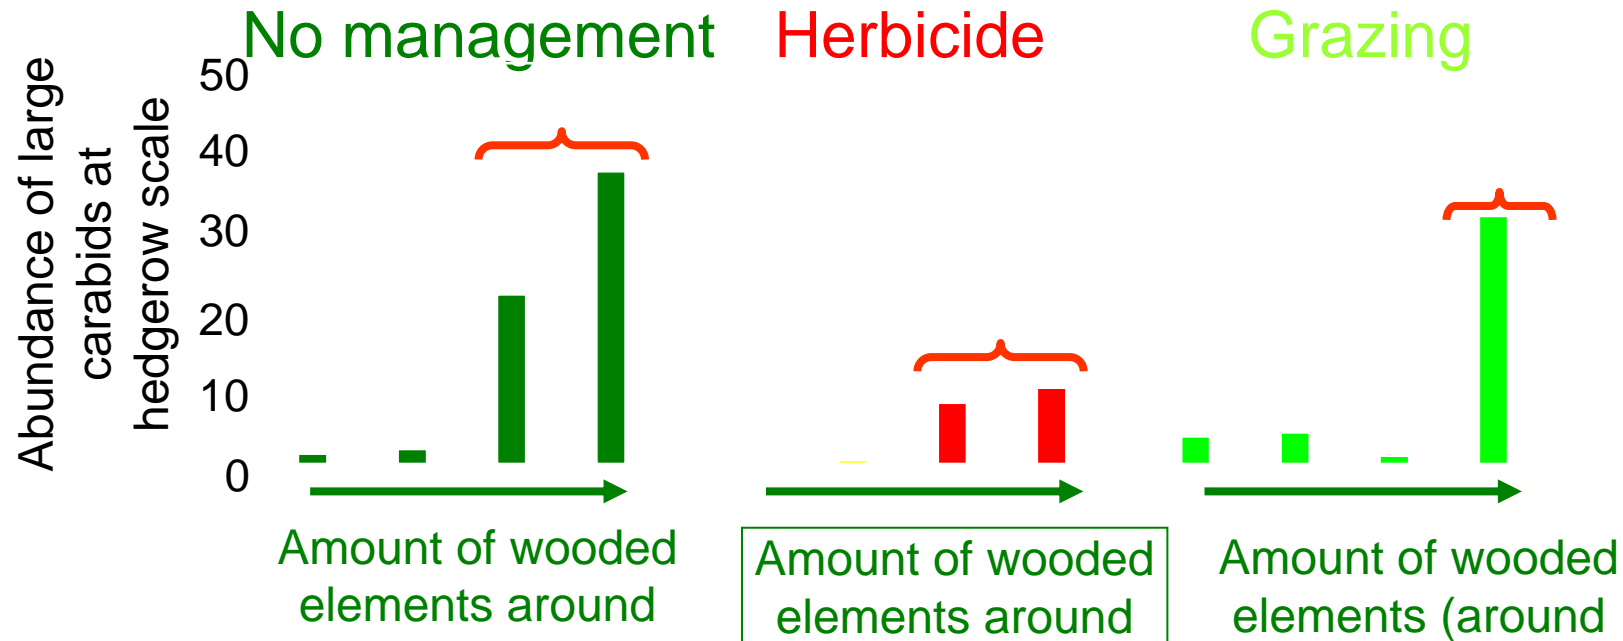 No management
Herbicide
Grazing
Abundance of large
carabids at
hedgerow scale
50
40
30
20
10
0
Amount of wooded
elements around
Amount of wooded
elements around
Amount of wooded
elements (around